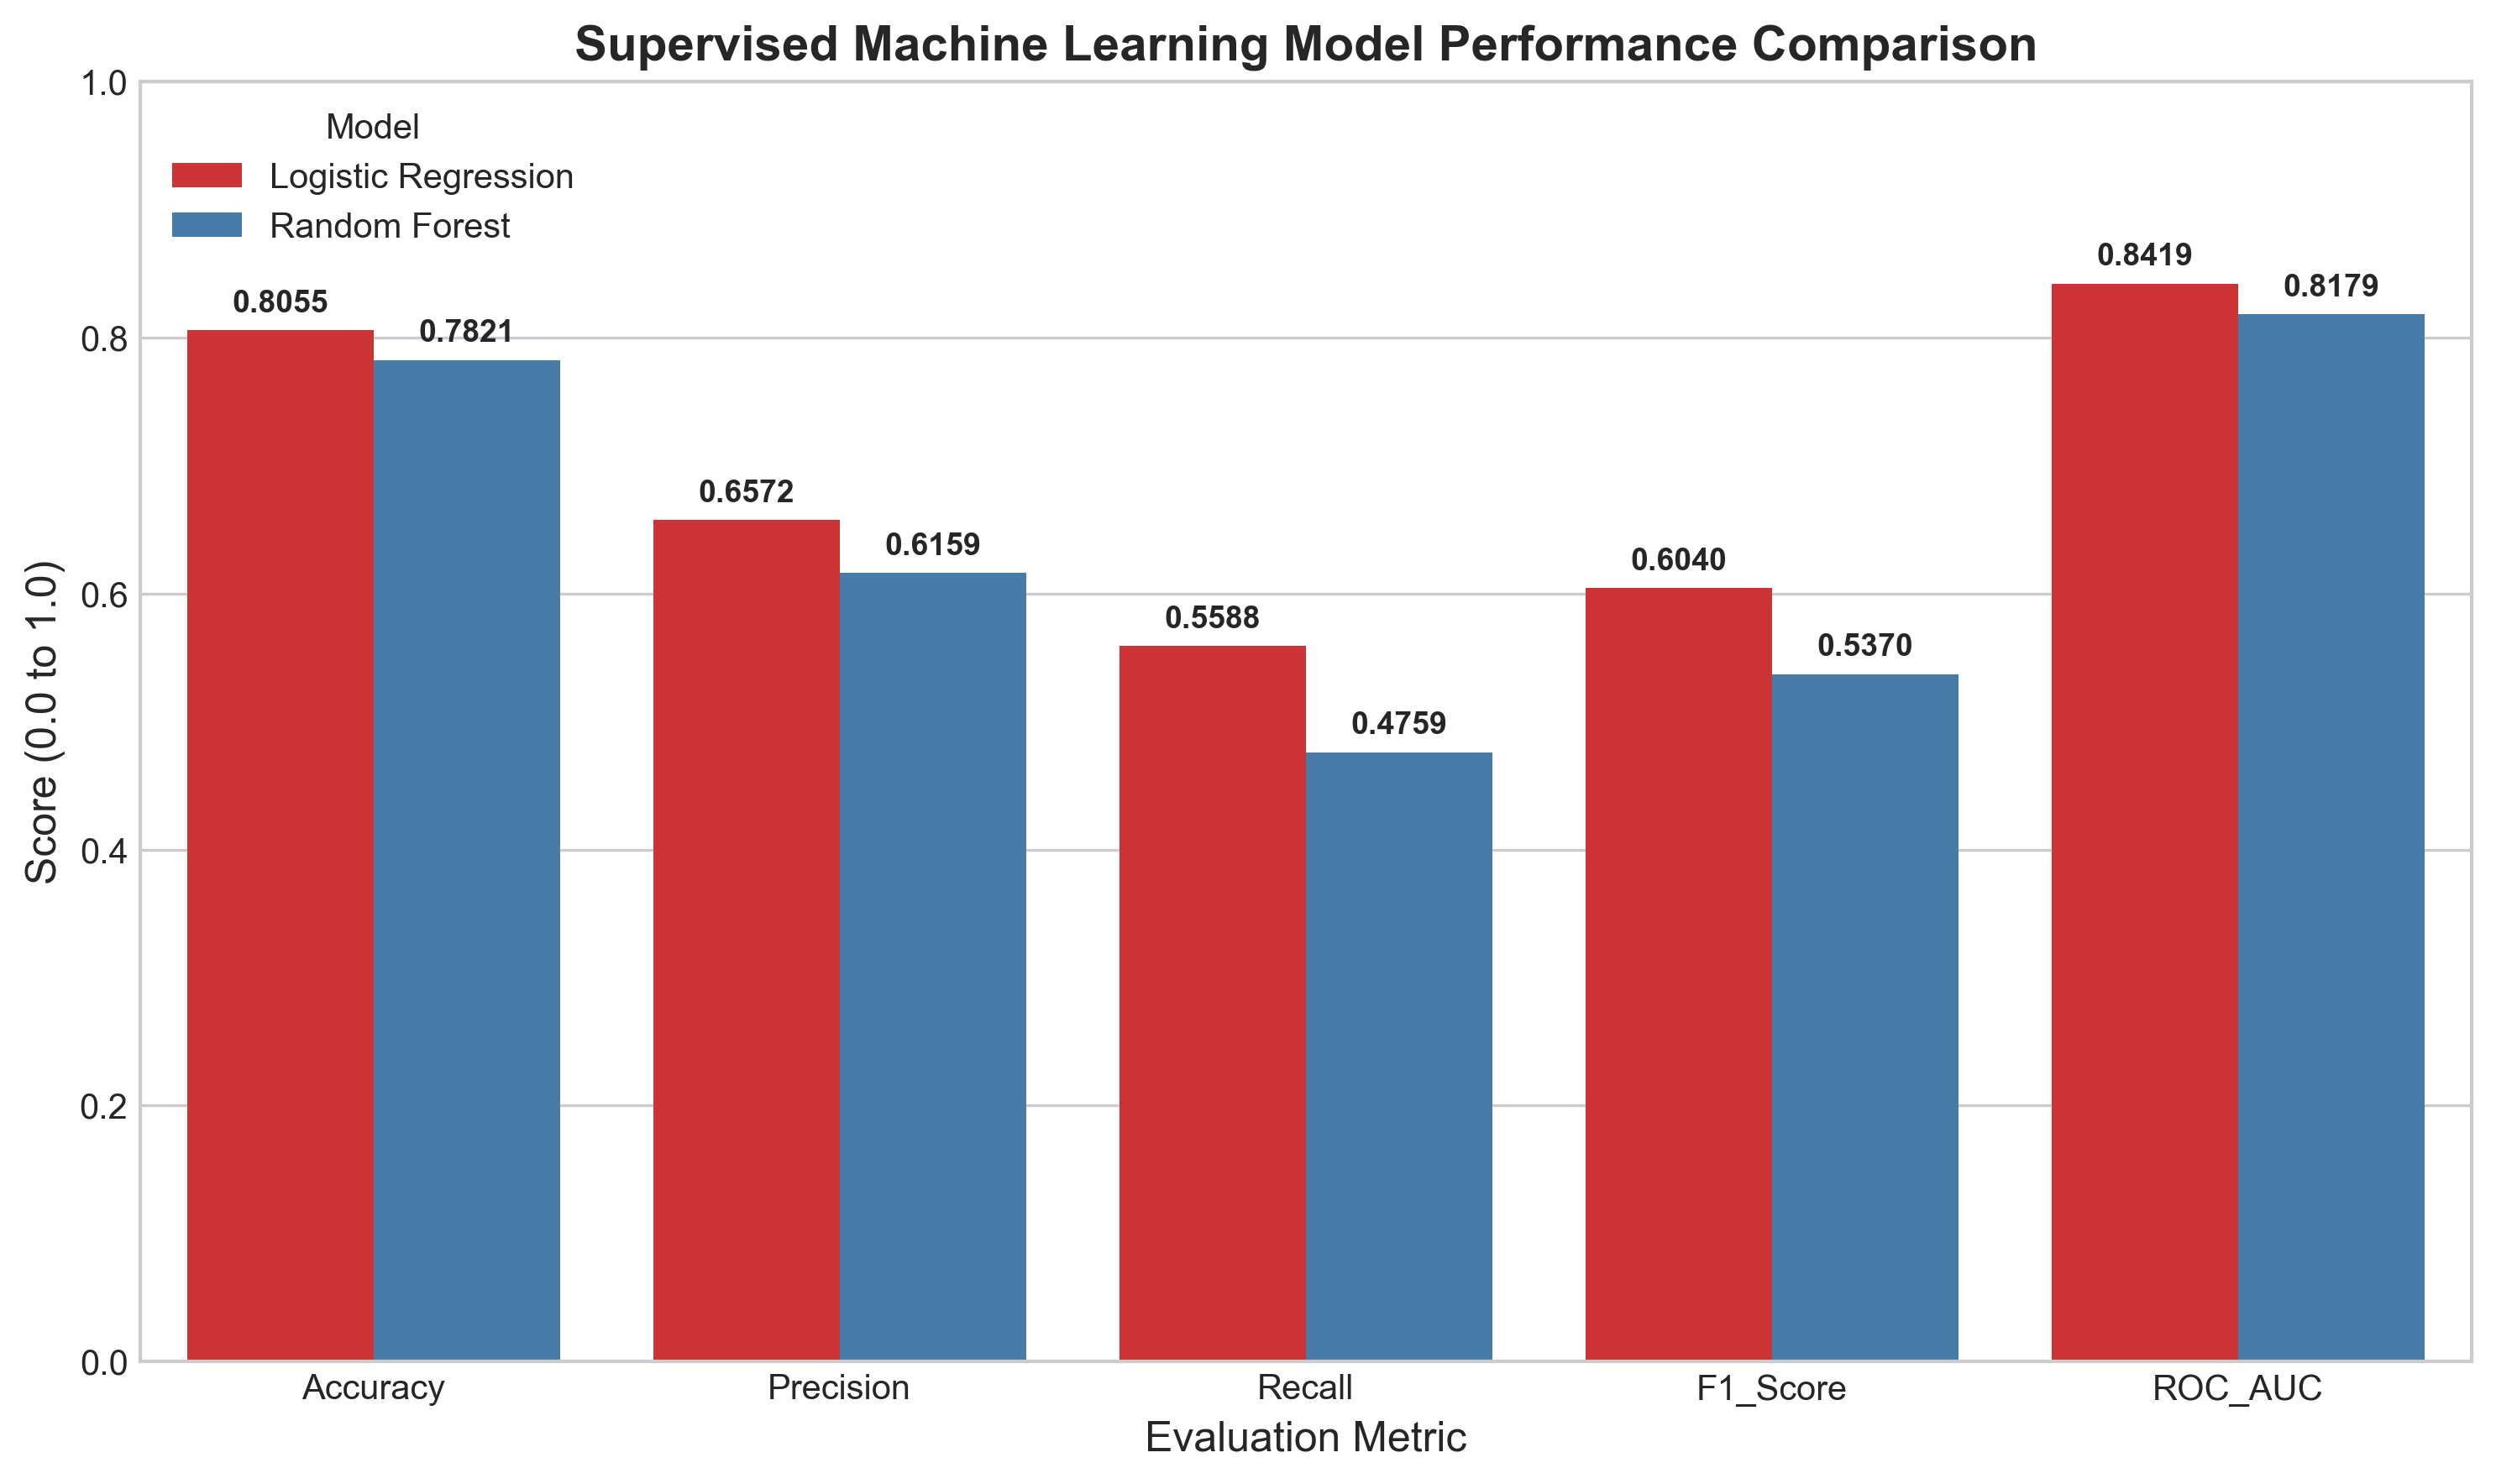 Supervised Machine Learning Model Performance Comparison
Model
Logistic Regression
Random Forest
Score (0.0 to 1.0)
1.0
0.8
0.6
0.4
0.2
0.0
0.8055
0.7821
0.6572
0.6159
0.5588
0.4759
0.6040
0.5370
0.8419
0.8179
Accuracy
Precision
Recall
F1_Score
ROC_AUC
Evaluation Metric